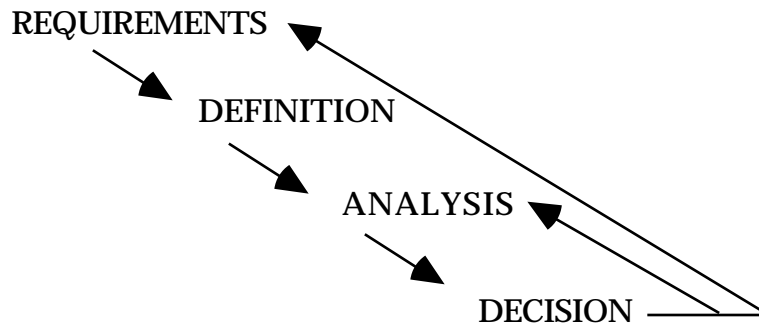 REQUIREMENTS
DEFINITION
ANALYSIS
DECISION